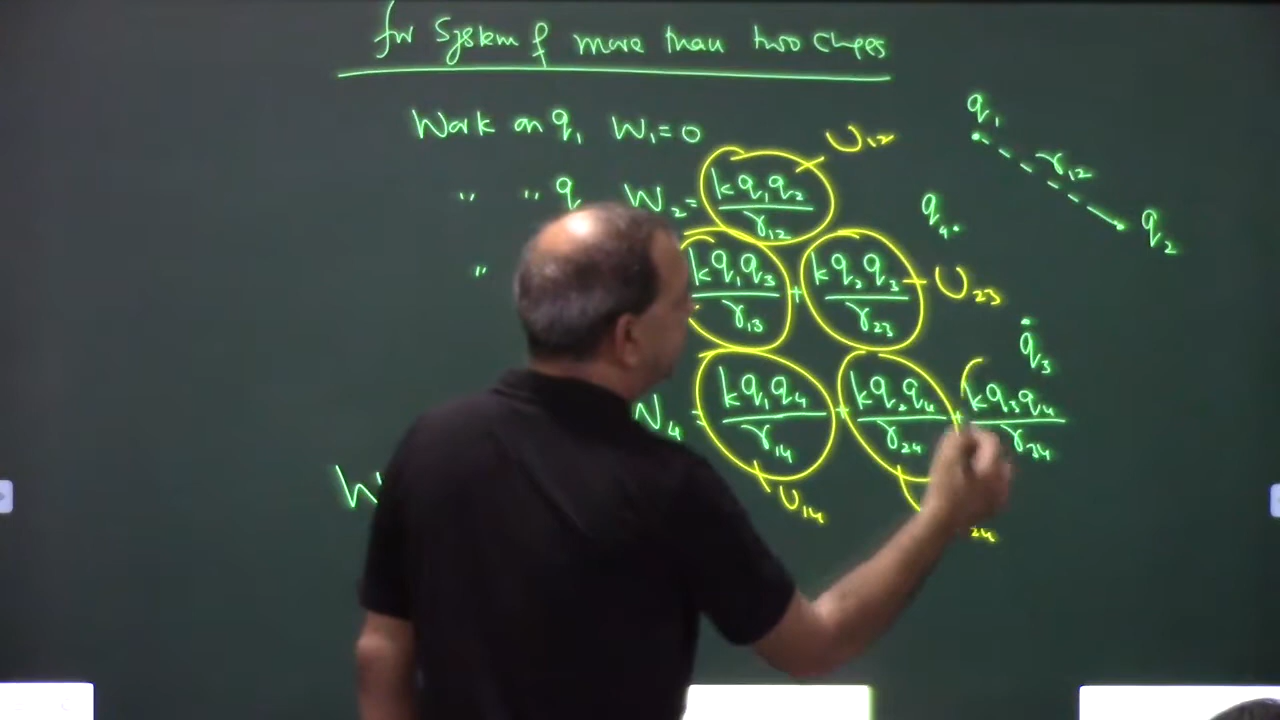 for system of more than two charges
Work on q₁ W₁ = 0
" " q W₂ = kq₁q₂/r₁₂ U₁₂
" kq₁q₃/r₁₃ + kq₂q₃/r₂₃ U₂₃
W₄ = kq₁q₄/r₁₄ + kq₂q₄/r₂₄ + kq₃q₄/r₃₄
U₁₄ ₂₄
W
q₁
r₁₂
q₂
q₄
q₃